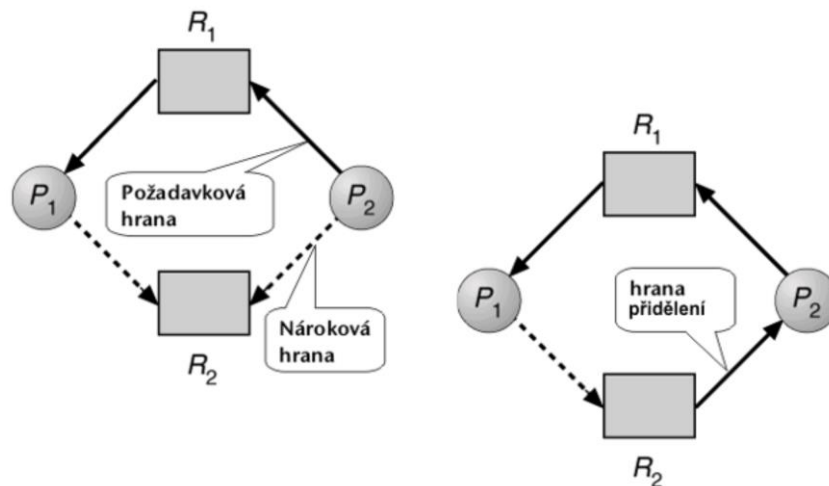 R₁
Požadavková
hrana
P₁
P₂
Nároková
hrana
R₂
R₁
hrana
přidělení
P₁
P₂
R₂